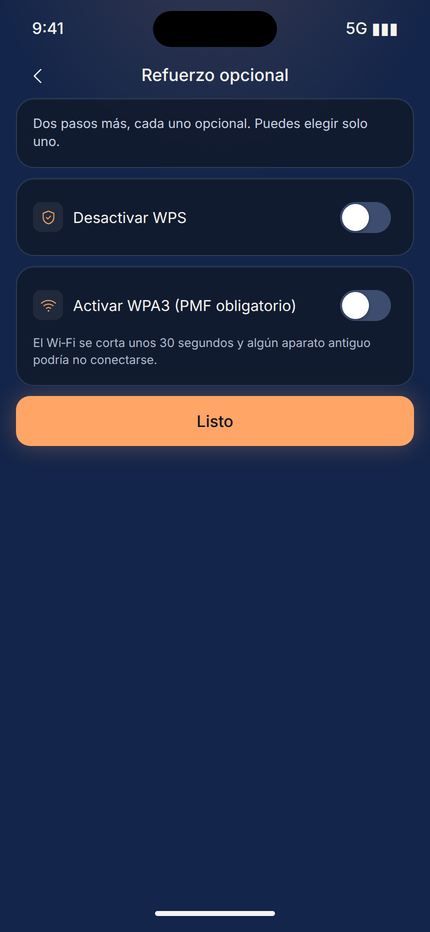 9:41
5G
Refuerzo opcional
Dos pasos más, cada uno opcional. Puedes elegir solo
uno.
Desactivar WPS
Activar WPA3 (PMF obligatorio)
El Wi-Fi se corta unos 30 segundos y algún aparato antiguo
podría no conectarse.
Listo